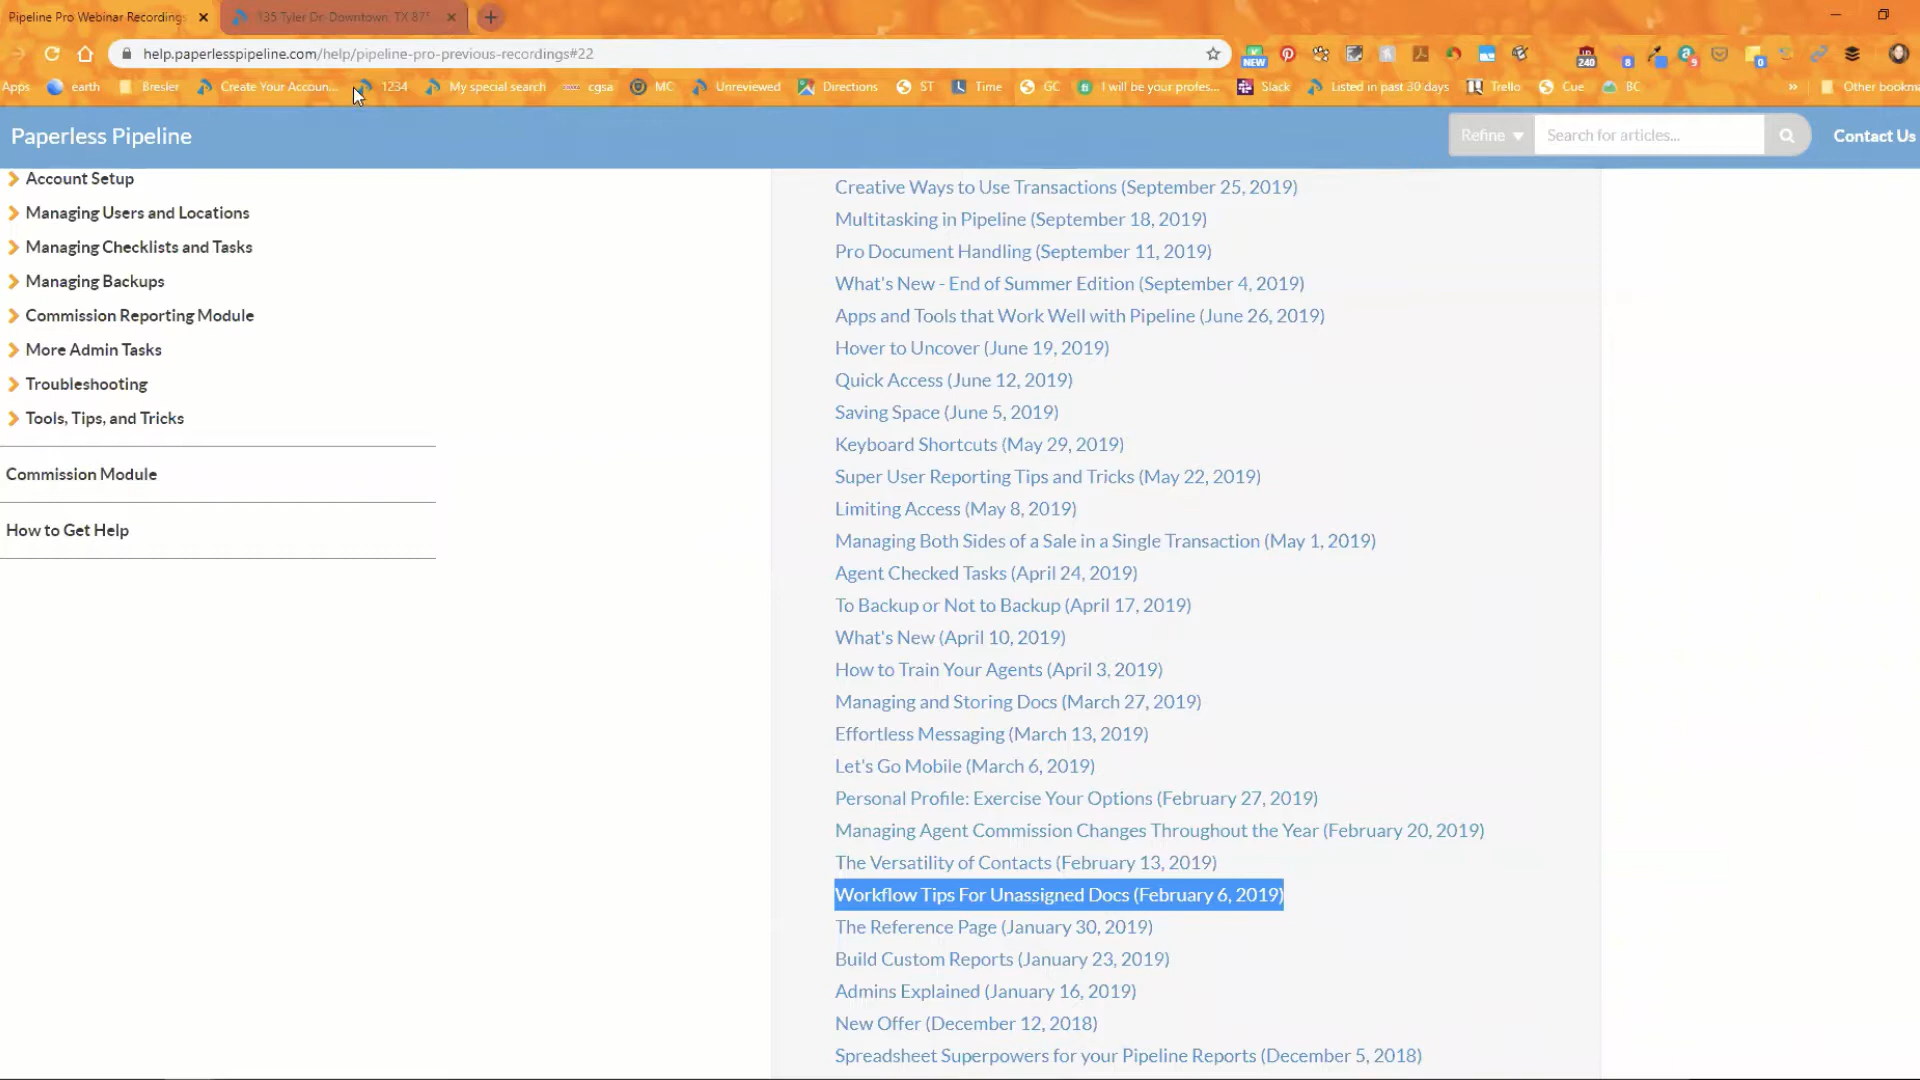 Pipeline Pro Webinar Recordings
135 Tyler Dr, Downtown, TX 875
help.paperlesspipeline.com/help/pipeline-pro-previous-recordings#22
NEW
240
8
9
0
Apps
earth
Bresler
Create Your Accoun...
1234
My special search
cgsa
MC
Unreviewed
Directions
ST
Time
GC
I will be your profes...
Slack
Listed in past 30 days
Trello
Cue
BC
»
Other bookma
Paperless Pipeline
Refine
Search for articles...
Contact Us
Account Setup
Managing Users and Locations
Managing Checklists and Tasks
Managing Backups
Commission Reporting Module
More Admin Tasks
Troubleshooting
Tools, Tips, and Tricks
Commission Module
How to Get Help
Creative Ways to Use Transactions (September 25, 2019)
Multitasking in Pipeline (September 18, 2019)
Pro Document Handling (September 11, 2019)
What's New - End of Summer Edition (September 4, 2019)
Apps and Tools that Work Well with Pipeline (June 26, 2019)
Hover to Uncover (June 19, 2019)
Quick Access (June 12, 2019)
Saving Space (June 5, 2019)
Keyboard Shortcuts (May 29, 2019)
Super User Reporting Tips and Tricks (May 22, 2019)
Limiting Access (May 8, 2019)
Managing Both Sides of a Sale in a Single Transaction (May 1, 2019)
Agent Checked Tasks (April 24, 2019)
To Backup or Not to Backup (April 17, 2019)
What's New (April 10, 2019)
How to Train Your Agents (April 3, 2019)
Managing and Storing Docs (March 27, 2019)
Effortless Messaging (March 13, 2019)
Let's Go Mobile (March 6, 2019)
Personal Profile: Exercise Your Options (February 27, 2019)
Managing Agent Commission Changes Throughout the Year (February 20, 2019)
The Versatility of Contacts (February 13, 2019)
Workflow Tips For Unassigned Docs (February 6, 2019)
The Reference Page (January 30, 2019)
Build Custom Reports (January 23, 2019)
Admins Explained (January 16, 2019)
New Offer (December 12, 2018)
Spreadsheet Superpowers for your Pipeline Reports (December 5, 2018)